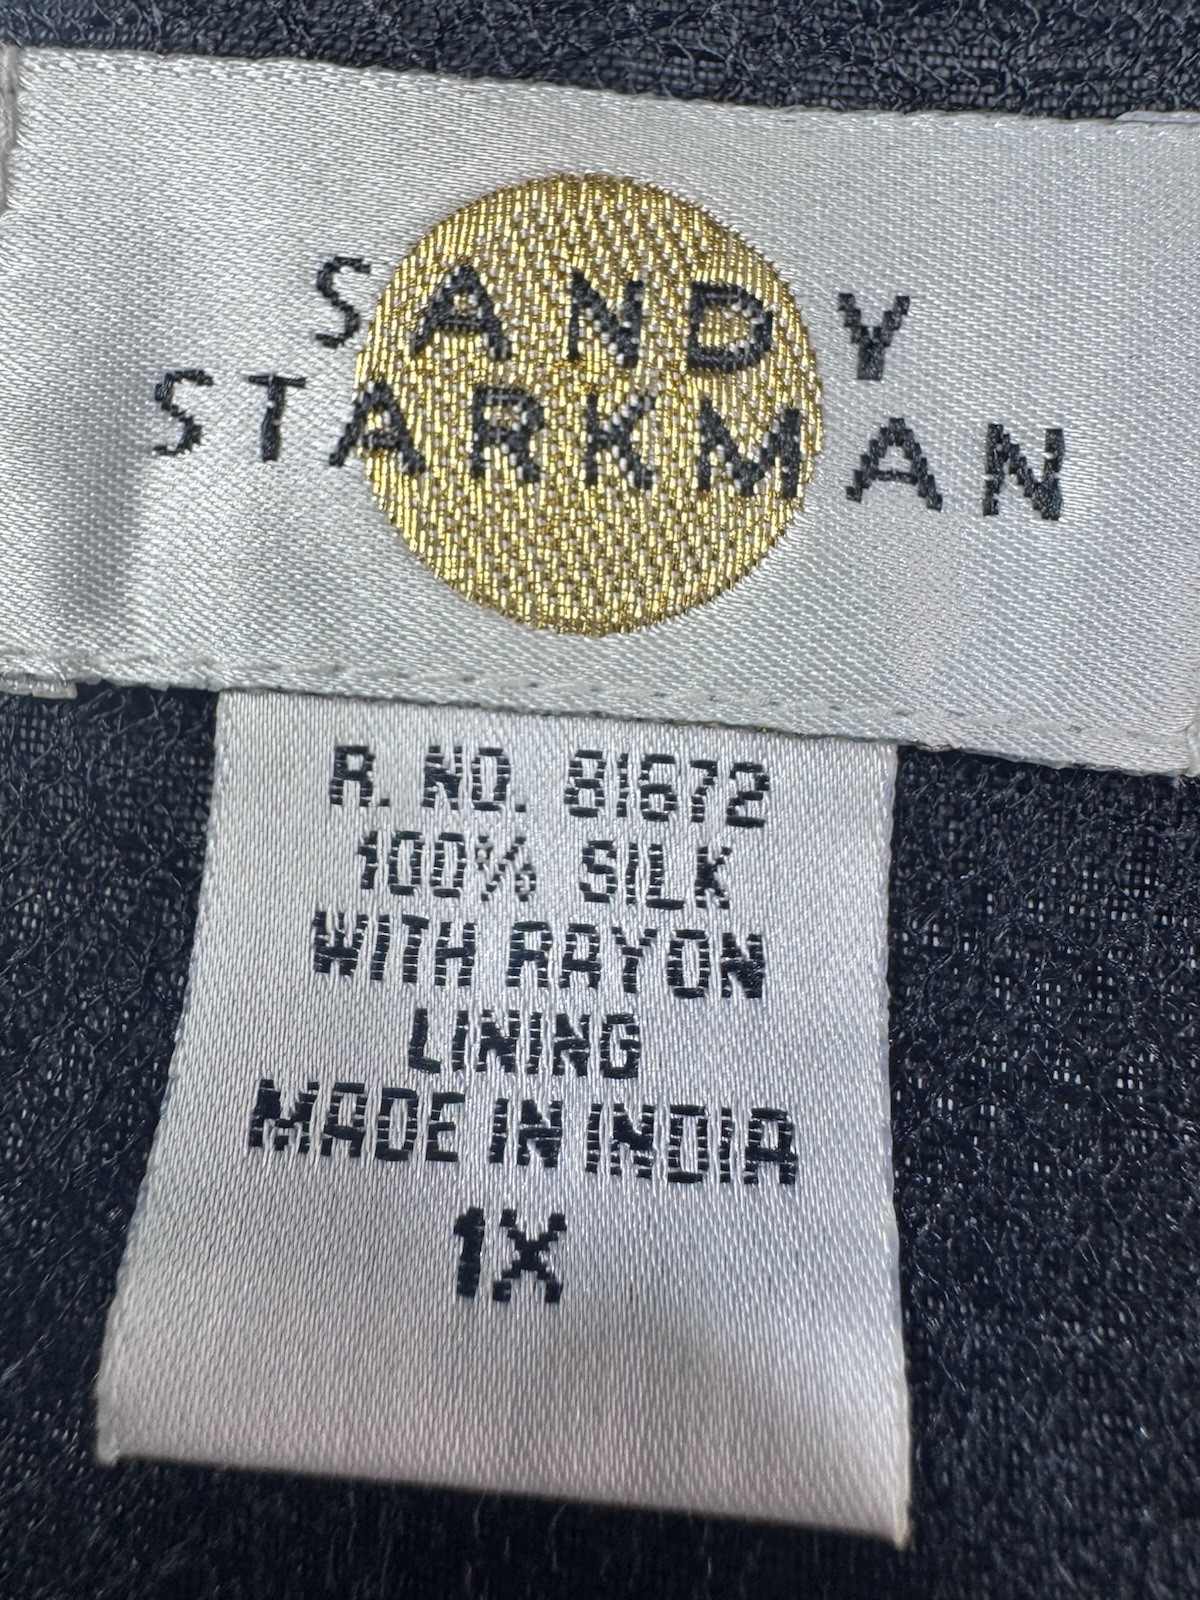 SANDY
STARKMAN
R. NO. 81672
100% SILK
WITH RAYON
LINING
MADE IN INDIA
1X